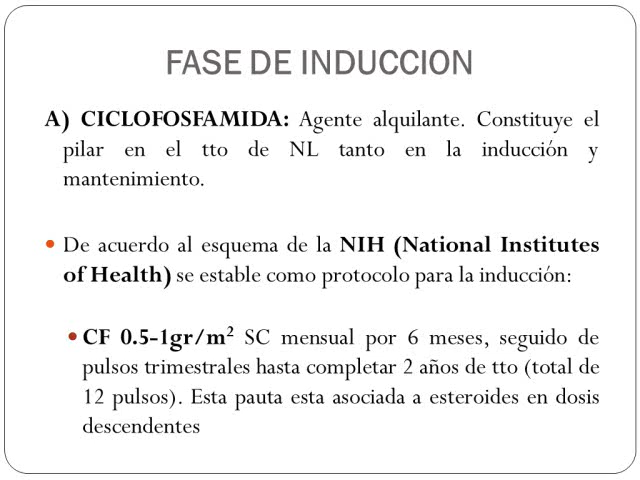 FASE DE INDUCCION
A) CICLOFOSFAMIDA: Agente alquilante. Constituye el
pilar en el tto de NL tanto en la inducción y
mantenimiento.
• De acuerdo al esquema de la NIH (National Institutes
of Health) se estable como protocolo para la inducción:
• CF 0.5-1gr/m² SC mensual por 6 meses, seguido de
pulsos trimestrales hasta completar 2 años de tto (total de
12 pulsos). Esta pauta esta asociada a esteroides en dosis
descendentes